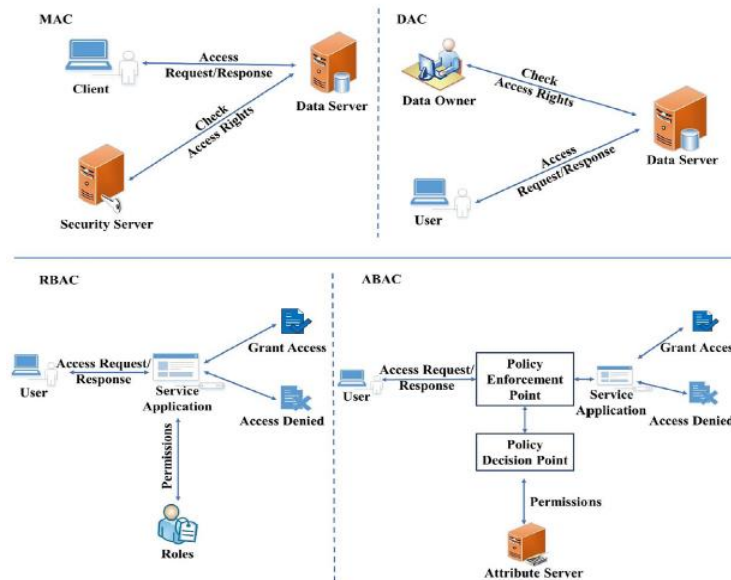 MAC
Client
Access
Request/Response
Data Server
Check
Access Rights
Security Server
DAC
Data Owner
Check
Access Rights
Data Server
Access
Request/Response
User
RBAC
User
Access Request/
Response
Service
Application
Grant Access
Access Denied
Permissions
Roles
ABAC
User
Access Request/
Response
Policy
Enforcement
Point
Policy
Decision Point
Service
Application
Grant Access
Access Denied
Permissions
Attribute Server